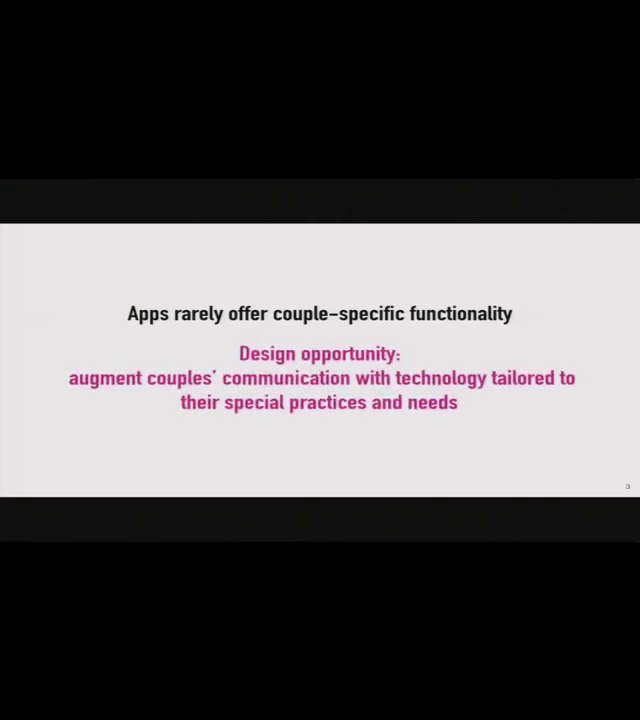 Apps rarely offer couple-specific functionality
Design opportunity:
augment couples' communication with technology tailored to
their special practices and needs
3